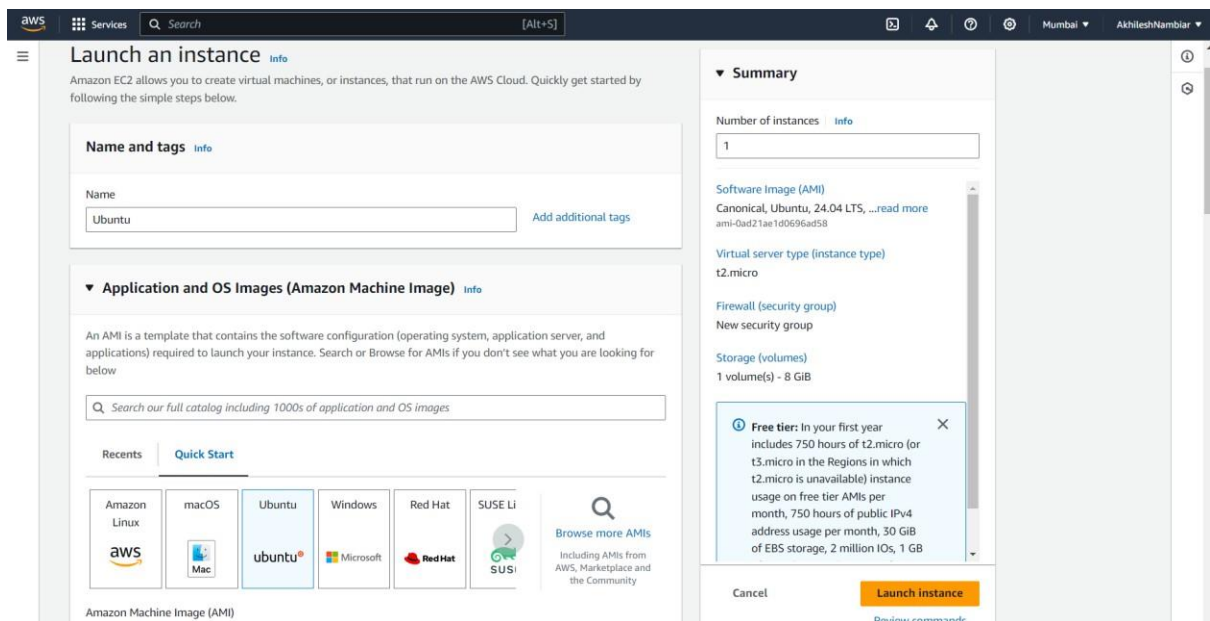 aws
Services
Search
[Alt+S]
Mumbai
AkhileshNambiar
Launch an instance Info
Amazon EC2 allows you to create virtual machines, or instances, that run on the AWS Cloud. Quickly get started by
following the simple steps below.
Name and tags Info
Name
Ubuntu
Add additional tags
Application and OS Images (Amazon Machine Image) Info
An AMI is a template that contains the software configuration (operating system, application server, and
applications) required to launch your instance. Search or Browse for AMIs if you don't see what you are looking for
below
Search our full catalog including 1000s of application and OS images
Recents
Quick Start
Amazon
Linux
aws
macOS
Mac
Ubuntu
ubuntu
Windows
Microsoft
Red Hat
Red Hat
SUSE Li
SUS
Browse more AMIs
Including AMIs from
AWS, Marketplace and
the Community
Amazon Machine Image (AMI)
Summary
Number of instances Info
1
Software Image (AMI)
Canonical, Ubuntu, 24.04 LTS, ...read more
ami-0ad21ae1d0696ad58
Virtual server type (instance type)
t2.micro
Firewall (security group)
New security group
Storage (volumes)
1 volume(s) - 8 GiB
Free tier: In your first year
includes 750 hours of t2.micro (or
t3.micro in the Regions in which
t2.micro is unavailable) instance
usage on free tier AMIs per
month, 750 hours of public IPv4
address usage per month, 30 GiB
of EBS storage, 2 million IOs, 1 GB
Cancel
Launch instance
Review commands